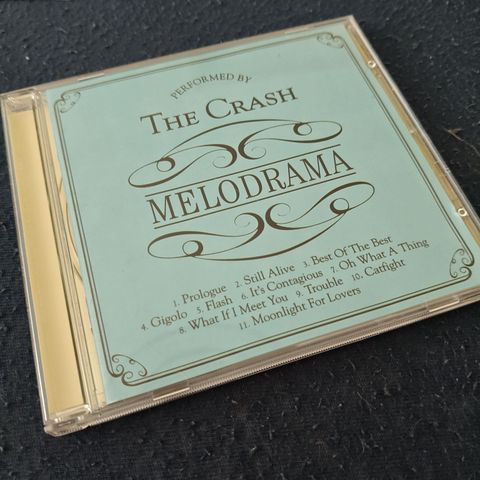 PERFORMED BY
THE CRASH
MELODRAMA
1. Prologue 2. Still Alive 3. Best Of The Best
4. Gigolo 5. Flash 6. It's Contagious 7. Oh What A Thing
8. What If I Meet You 9. Trouble 10. Catfight
11. Moonlight For Lovers